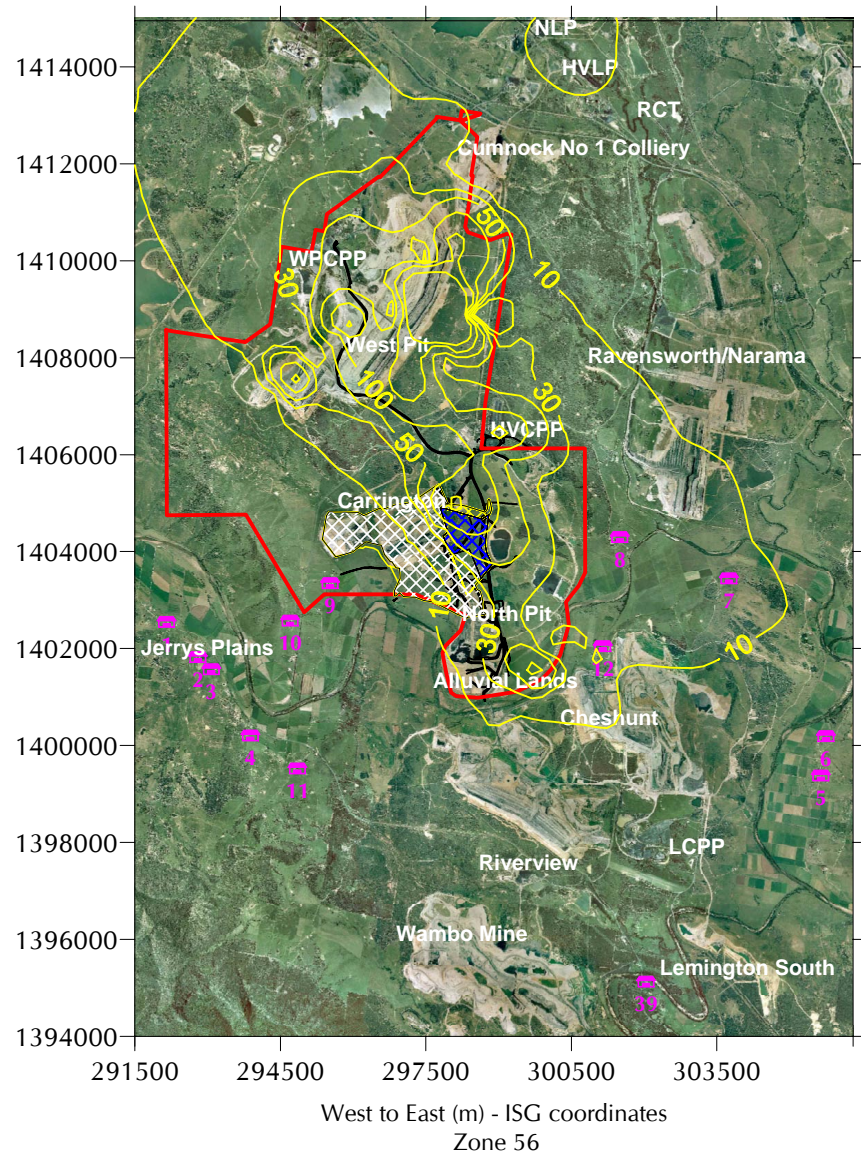 NLP
1414000
HVLP
RCT
1412000
Cumnock No 1 Colliery
50
1410000
WPCPP
10
30
1408000
West Pit
Ravensworth/Narama
100
30
50
HVCPP
1406000
Carrington
1404000
8
7
9
10
North Pit
1
10
1402000
Jerrys Plains
30
10
2
12
3
Alluvial Lands
Cheshunt
1400000
4
6
11
5
1398000
LCPP
Riverview
1396000
Wambo Mine
Lemington South
39
1394000
291500 294500 297500 300500 303500
West to East (m) - ISG coordinates
Zone 56